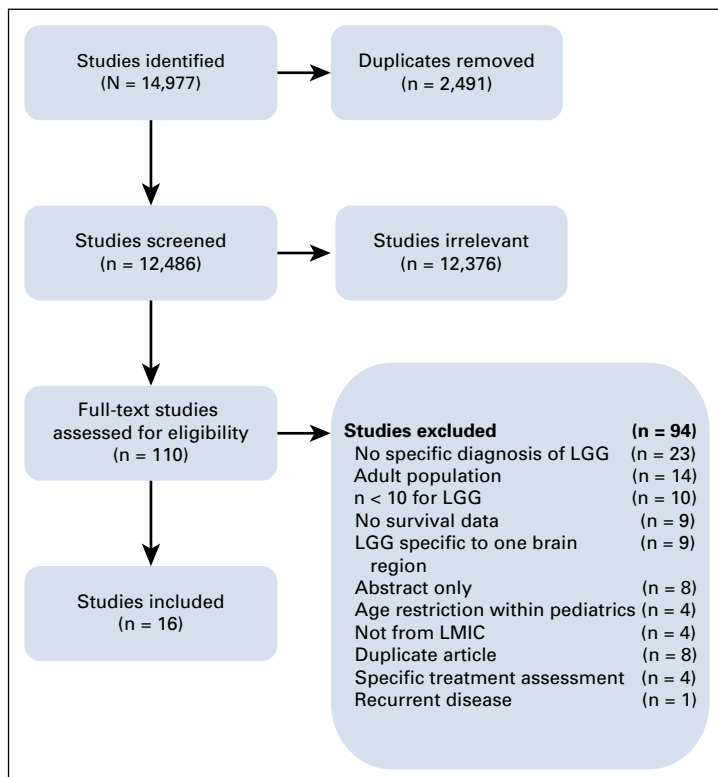 Studies identified
(N = 14,977)
Duplicates removed
(n = 2,491)
Studies screened
(n = 12,486)
Studies irrelevant
(n = 12,376)
Full-text studies
assessed for eligibility
(n = 110)
Studies excluded (n = 94)
No specific diagnosis of LGG (n = 23)
Adult population (n = 14)
n < 10 for LGG (n = 10)
No survival data (n = 9)
LGG specific to one brain (n = 9)
region
Abstract only (n = 8)
Age restriction within pediatrics (n = 4)
Not from LMIC (n = 4)
Duplicate article (n = 8)
Specific treatment assessment (n = 4)
Recurrent disease (n = 1)
Studies included
(n = 16)